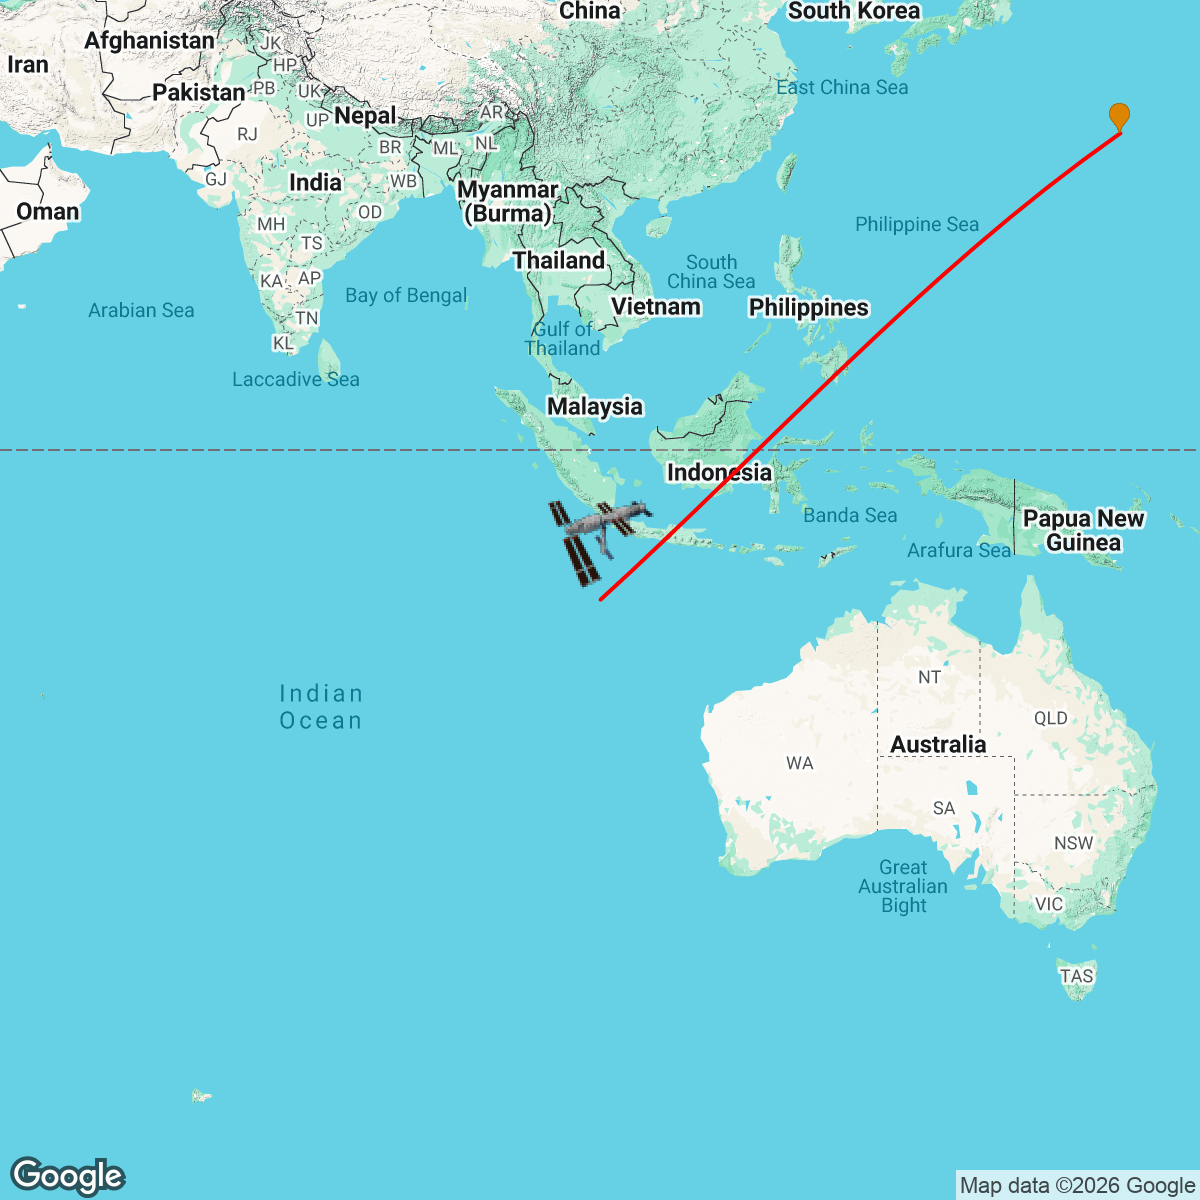 China
South Korea
Afghanistan
JK
Iran
HP
East China Sea
Pakistan
PB
UK
Nepal
AR
UP
RJ
NL
BR
ML
GJ
India
WB
Myanmar
(Burma)
Oman
OD
MH
Philippine Sea
TS
Thailand
South
China Sea
KA
AP
Bay of Bengal
Arabian Sea
Vietnam
Philippines
TN
Gulf of
Thailand
KL
Laccadive Sea
Malaysia
Indonesia
Banda Sea
Papua New
Guinea
Arafura Sea
Indian
Ocean
NT
QLD
Australia
WA
SA
NSW
Great
Australian
Bight
VIC
TAS
Google
Map data ©2026 Google